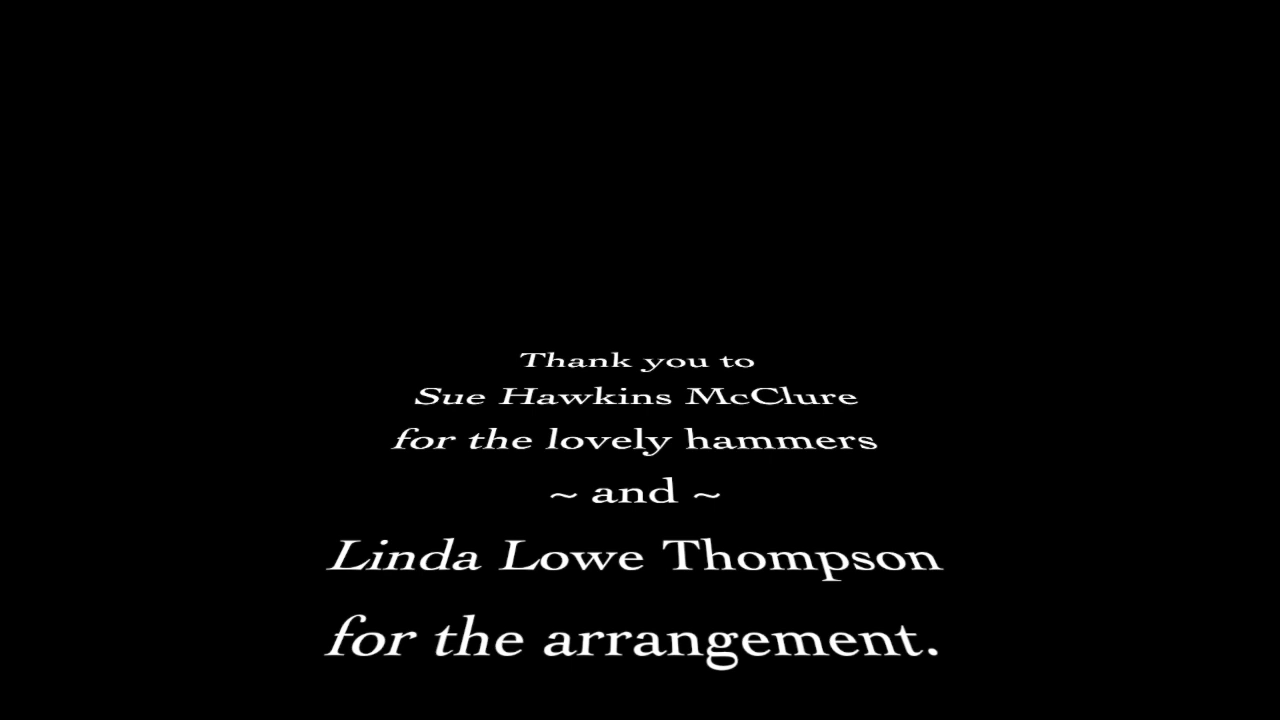 Thank you to
Sue Hawkins McClure
for the lovely hammers
~ and ~
Linda Lowe Thompson
for the arrangement.